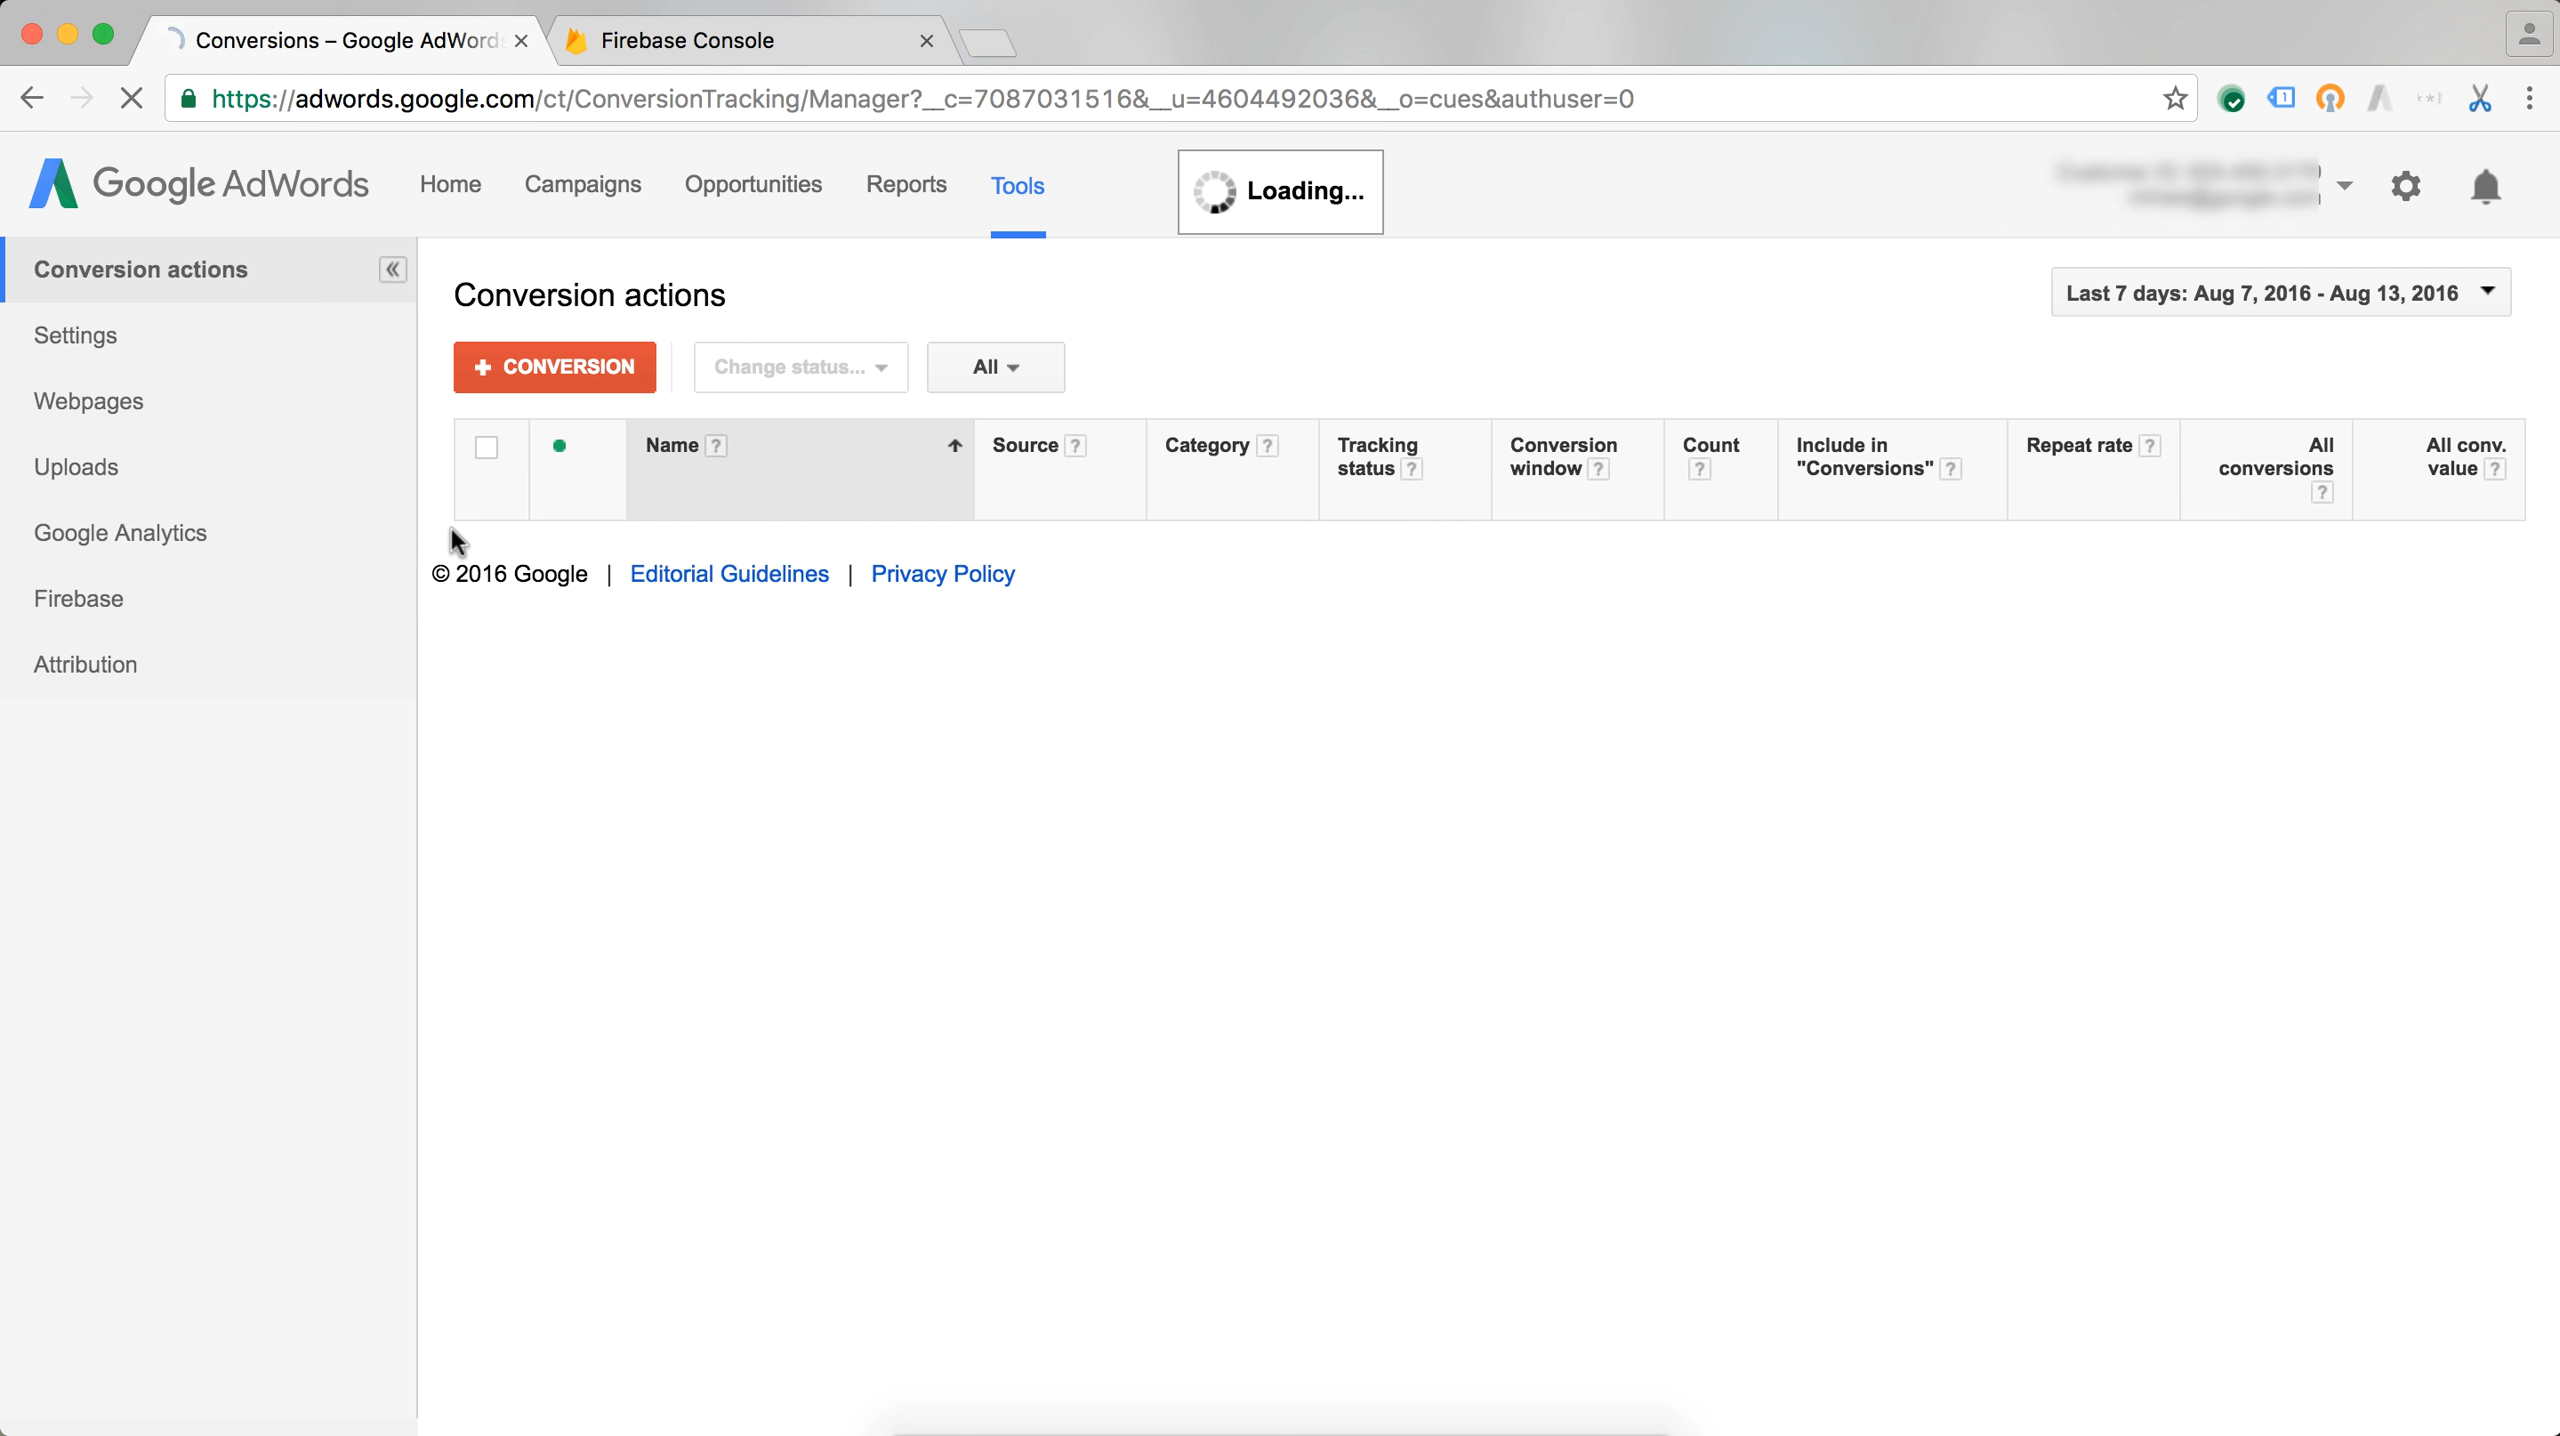 Conversions – Google AdWords
Firebase Console
https://adwords.google.com/ct/ConversionTracking/Manager?__c=7087031516&__u=4604492036&__o=cues&authuser=0
Google AdWords
Home
Campaigns
Opportunities
Reports
Tools
Loading...
Conversion actions
Settings
Webpages
Uploads
Google Analytics
Firebase
Attribution
Conversion actions
Last 7 days: Aug 7, 2016 - Aug 13, 2016
+ CONVERSION
Change status...
All
Name ?
Source ?
Category ?
Tracking
status ?
Conversion
window ?
Count
?
Include in
"Conversions" ?
Repeat rate ?
All
conversions
?
All conv.
value ?
© 2016 Google | Editorial Guidelines | Privacy Policy